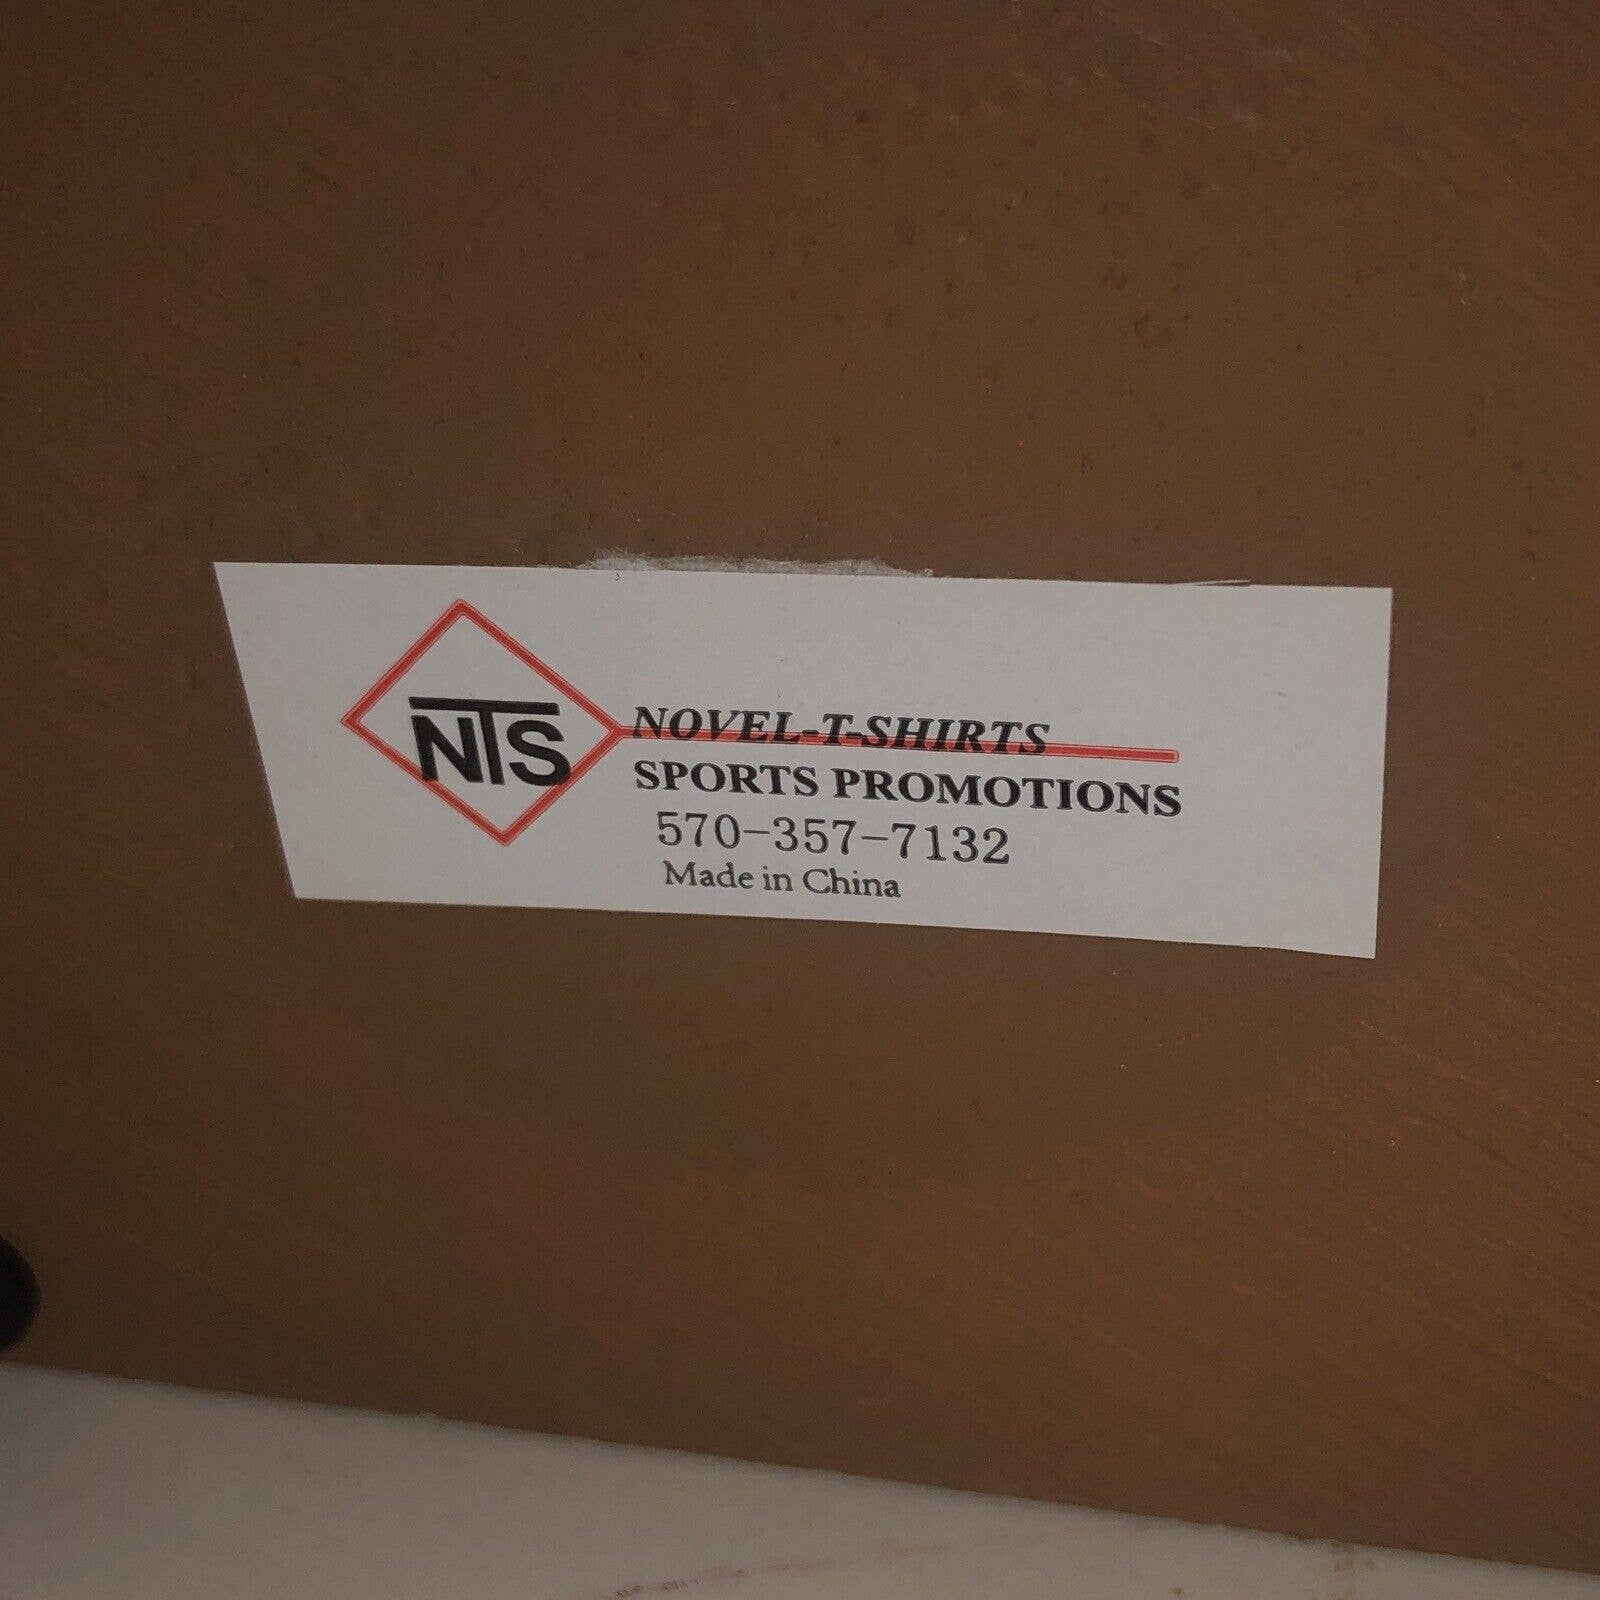 NTS
NOVEL-T-SHIRTS
SPORTS PROMOTIONS
570-357-7132
Made in China